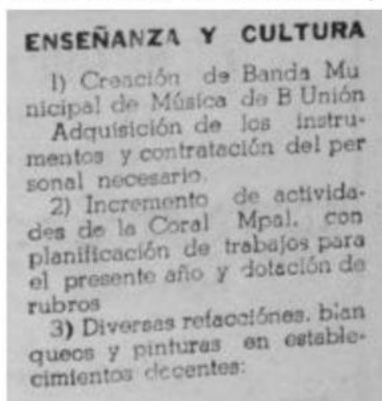 ENSEÑANZA Y CULTURA
1) Creación de Banda Mu
nicipal de Música de B Unión
Adquisición de los instru-
mentos y contratación del per
sonal necesario.
2) Incremento de activida-
des de la Coral Mpal. con
planificación de trabajos para
el presente año y dotación de
rubros
3) Diversas refacciónes, blan
queos y pinturas en estable-
cimientos decentes: